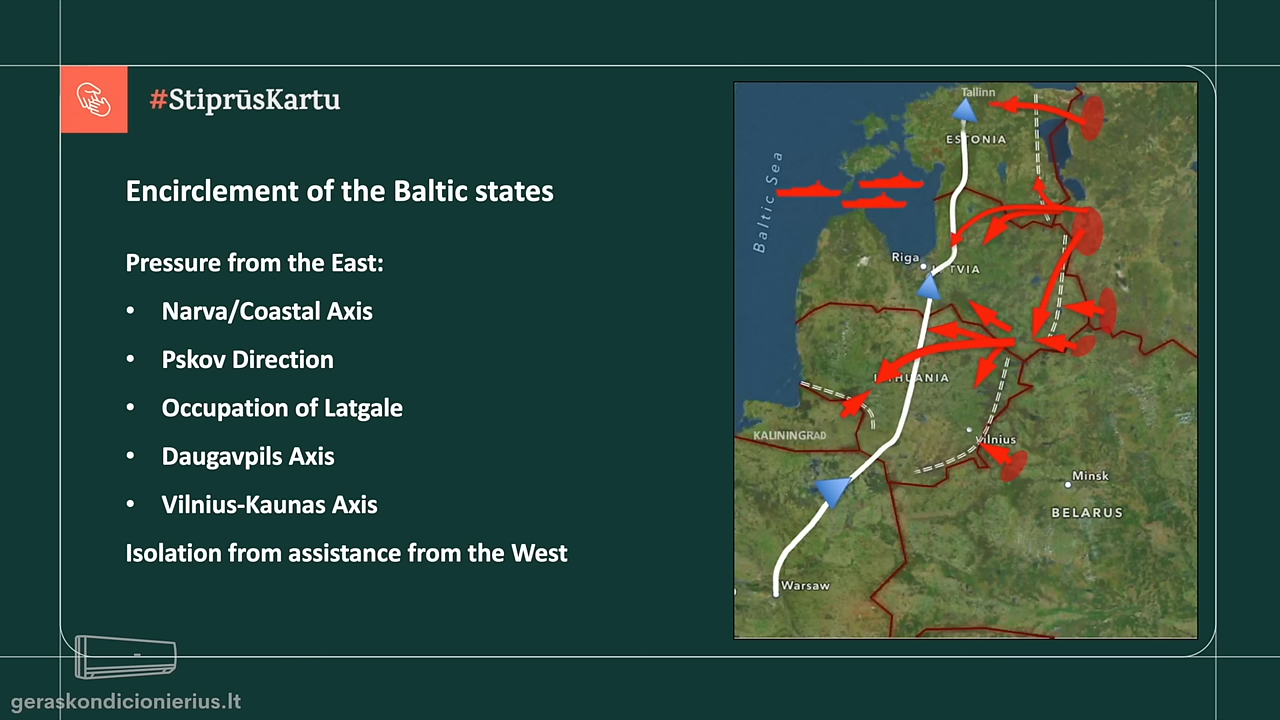 #StiprūsKartu
Encirclement of the Baltic states
Pressure from the East:
• Narva/Coastal Axis
• Pskov Direction
• Occupation of Latgale
• Daugavpils Axis
• Vilnius-Kaunas Axis
Isolation from assistance from the West
Tallinn
ESTONIA
Baltic Sea
Riga
LATVIA
LITHUANIA
KALININGRAD
Vilnius
Minsk
BELARUS
Warsaw
geraskondicionierius.lt